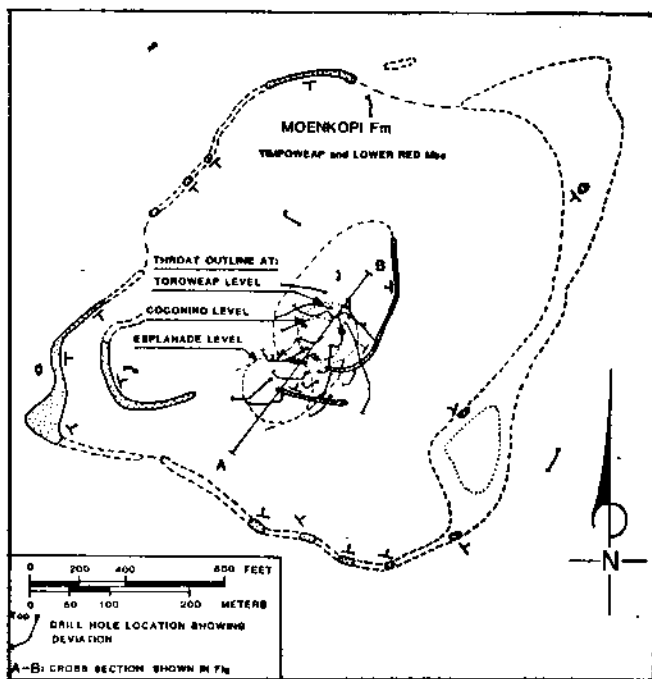 MOENKOPI Fm
TIMPOWEAP and LOWER RED Mbs
THROAT OUTLINE AT:
TOROWEAP LEVEL
B
COCONINO LEVEL
ESPLANADE LEVEL
A
N
0 200 400 800 FEET
0 50 100 200
METERS
Top
DRILL HOLE LOCATION SHOWING
DEVIATION
A-B: CROSS SECTION SHOWN IN Fig